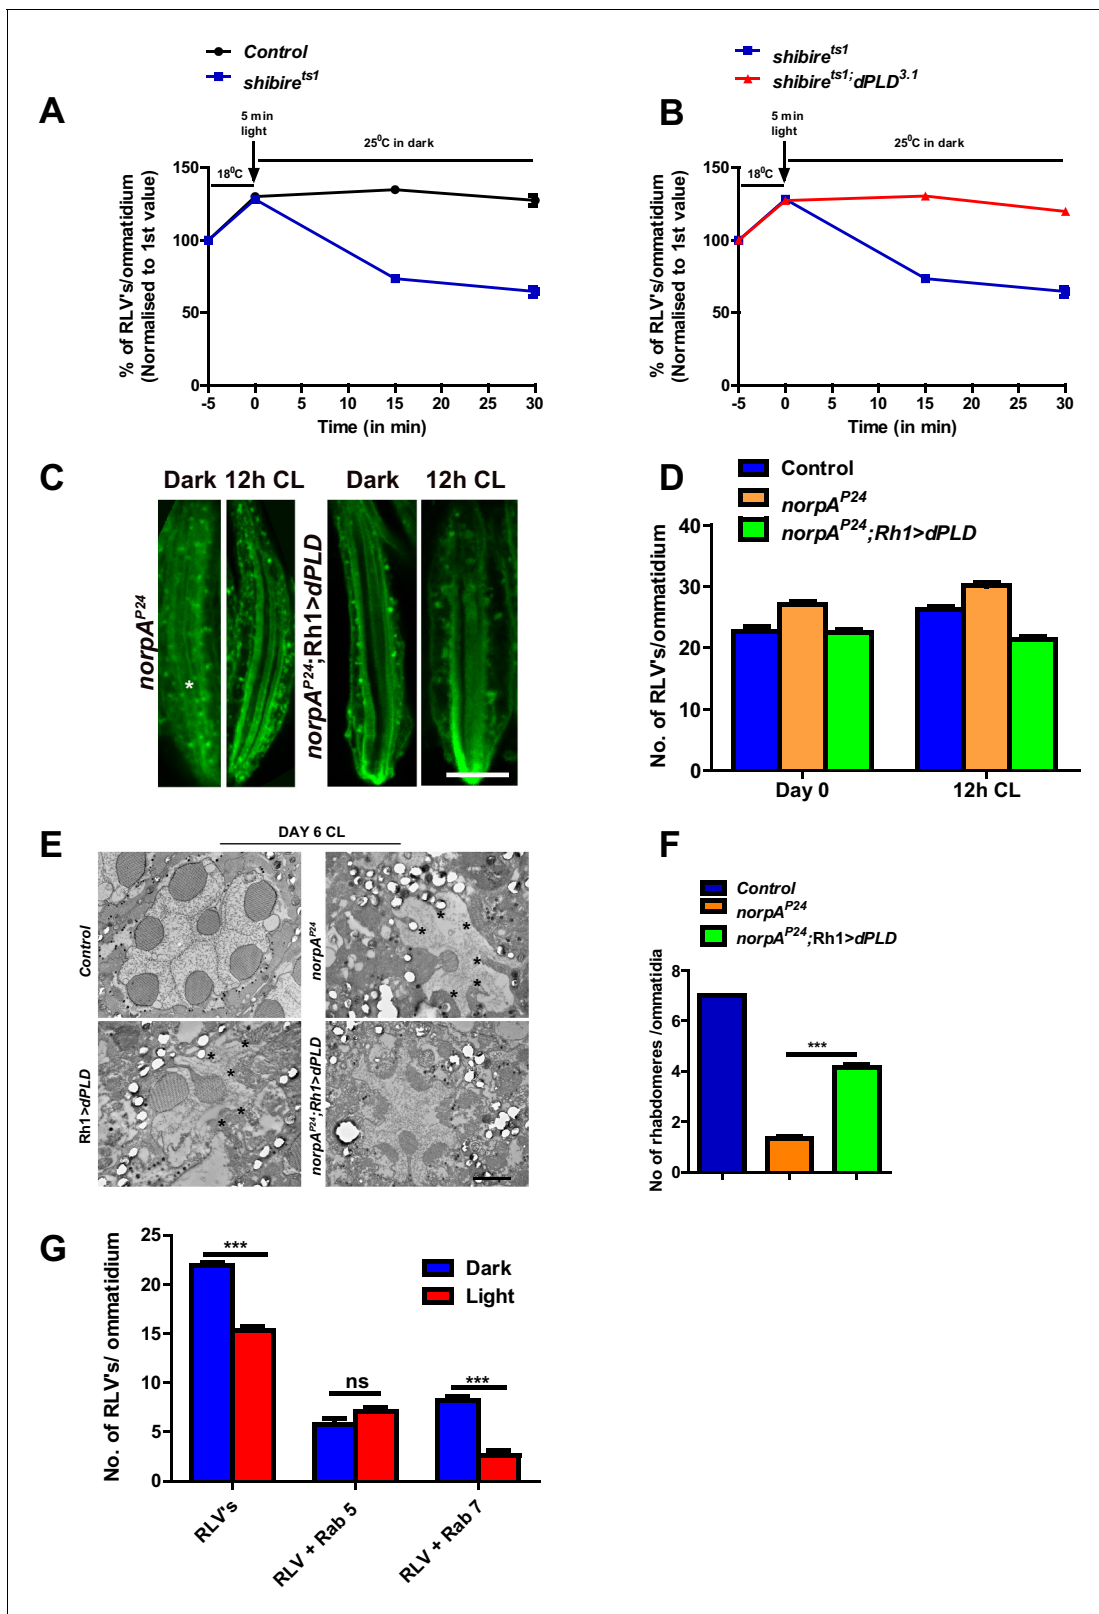 Control
shibire^ts1
A
5 min
light
25⁰C in dark
18⁰C
% of RLV's/ommatidium
(Normalised to 1st value)
150
100
50
0
-5 0 5 10 15 20 25 30
Time (in min)
shibire^ts1
shibire^ts1;dPLD^3.1
B
5 min
light
25⁰C in dark
18⁰C
% of RLV's/ommatidium
(Normalised to 1st value)
150
100
50
0
-5 0 5 10 15 20 25 30
Time (in min)
C
Dark 12h CL Dark 12h CL
norpA^P24
*
norpA^P24;Rh1>dPLD
D
Control
norpA^P24
norpA^P24;Rh1>dPLD
No. of RLV's/ommatidium
40
30
20
10
0
Day 0 12h CL
E
DAY 6 CL
Control
norpA^P24
* * * * * *
Rh1>dPLD
* * * * * *
norpA^P24;Rh1>dPLD
F
Control
norpA^P24
norpA^P24;Rh1>dPLD
No of rhabdomeres /ommatidia
8
6
4
2
0
***
G
No. of RLV's/ ommatidium
25
20
15
10
5
0
***
ns
***
Dark
Light
RLV's
RLV + Rab 5
RLV + Rab 7